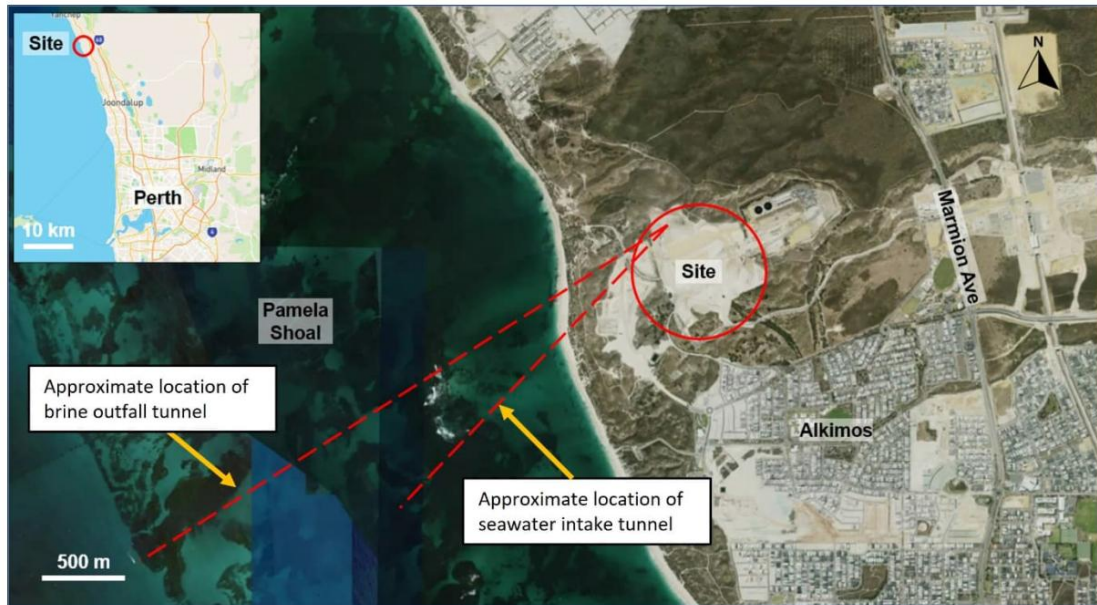 Yanchep
Site
Joondalup
Midland
Perth
10 km
N
Marmion Ave
Site
Pamela
Shoal
Approximate location of
brine outfall tunnel
Alkimos
Approximate location of
seawater intake tunnel
500 m